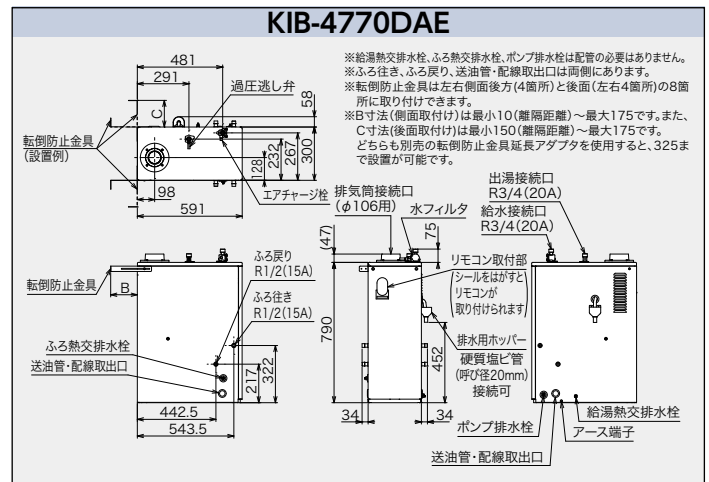 KIB-4770DAE
※給湯熱交排水栓、ふろ熱交排水栓、ポンプ排水栓は配管の必要はありません。
※ふろ往き、ふろ戻り、送油管・配線取出口は両側にあります。
※転倒防止金具は左右側面後方(4箇所)と後面(左右4箇所)の8箇
所に取り付けできます。
※B寸法(側面取付け)は最小10(離隔距離)～最大175です。また、
C寸法(後面取付け)は最小150(離隔距離)～最大175です。
どちらも別売の転倒防止金具延長アダプタを使用すると、325ま
で設置が可能です。
481
291
過圧逃し弁
58
C
転倒防止金具
(設置例)
128
232
267
300
98
591
エアチャージ栓
排気筒接続口
(φ106用)
水フィルタ
75
(47)
出湯接続口
R3/4(20A)
給水接続口
R3/4(20A)
転倒防止金具
B
ふろ戻り
R1/2(15A)
ふろ往き
R1/2(15A)
ふろ熱交排水栓
送油管・配線取出口
217
322
442.5
543.5
790
リモコン取付部
(シールをはがすと
リモコンが
取り付けられます)
排水用ホッパー
硬質塩ビ管
(呼び径20mm)
接続可
452
34
34
ポンプ排水栓
送油管・配線取出口
アース端子
給湯熱交排水栓